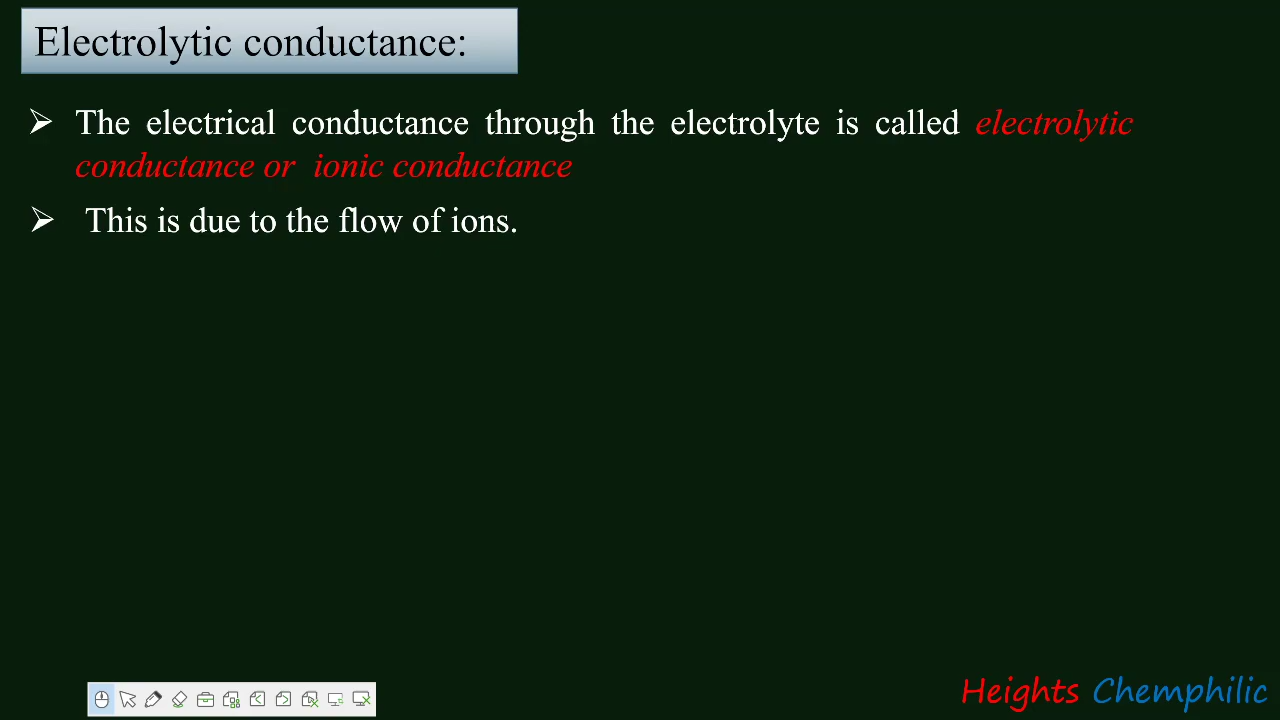 Electrolytic conductance:
The electrical conductance through the electrolyte is called electrolytic
conductance or ionic conductance
This is due to the flow of ions.
Heights Chemphilic